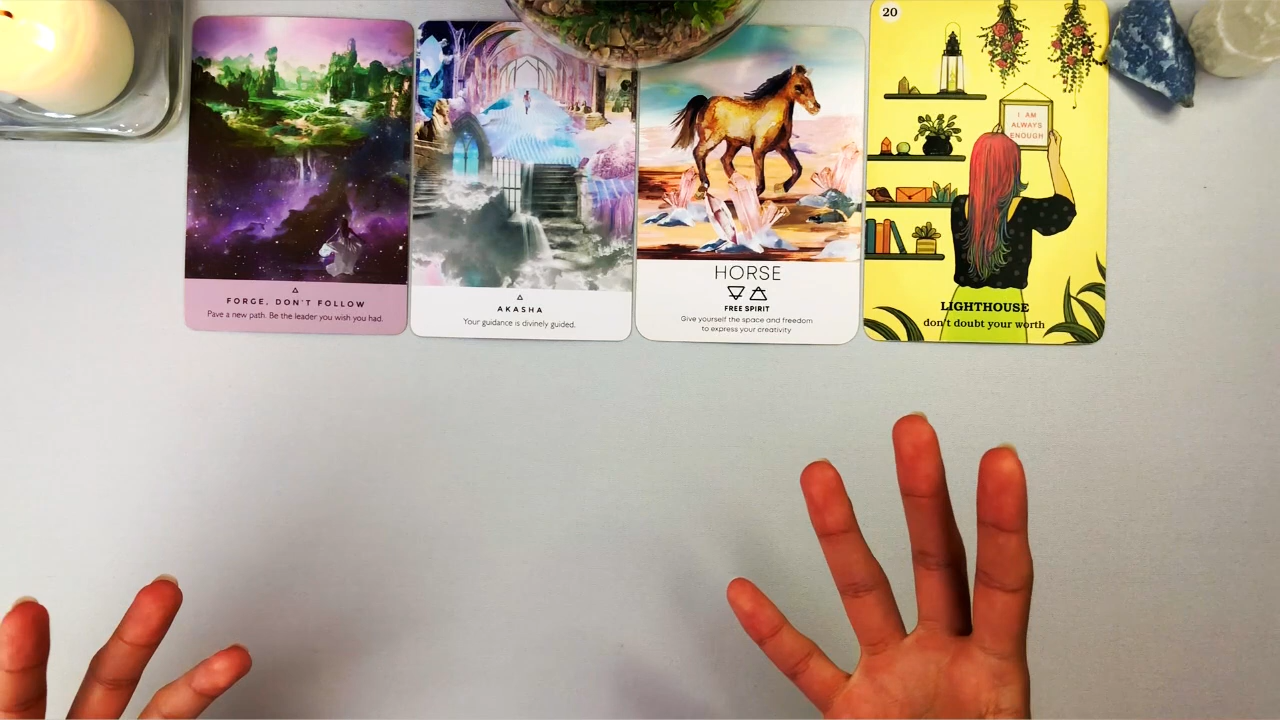 FORGE, DON'T FOLLOW
Pave a new path. Be the leader you wish you had.
AKASHA
Your guidance is divinely guided.
HORSE
FREE SPIRIT
Give yourself the space and freedom
to express your creativity
20
I AM
ALWAYS
ENOUGH
LIGHTHOUSE
don't doubt your worth